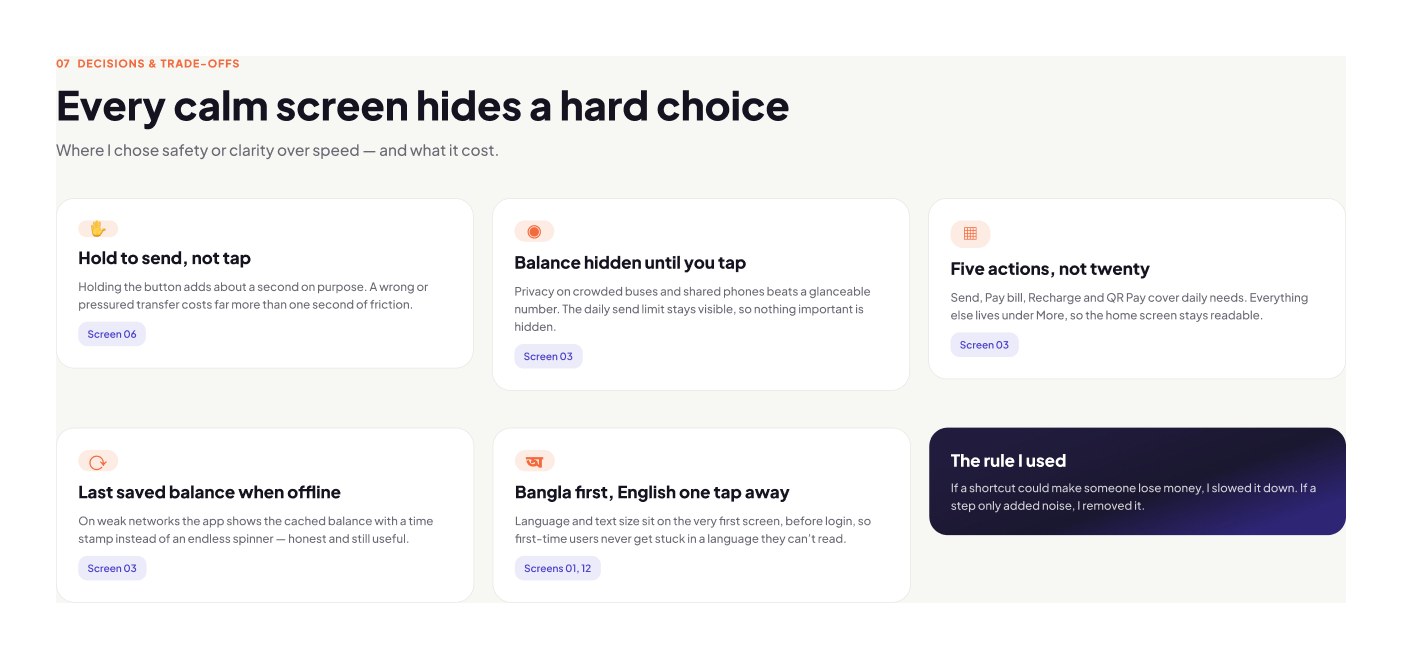 07 DECISIONS & TRADE-OFFS
Every calm screen hides a hard choice
Where I chose safety or clarity over speed — and what it cost.
Hold to send, not tap
Holding the button adds about a second on purpose. A wrong or
pressured transfer costs far more than one second of friction.
Screen 06
Balance hidden until you tap
Privacy on crowded buses and shared phones beats a glanceable
number. The daily send limit stays visible, so nothing important is
hidden.
Screen 03
Five actions, not twenty
Send, Pay bill, Recharge and QR Pay cover daily needs. Everything
else lives under More, so the home screen stays readable.
Screen 03
Last saved balance when offline
On weak networks the app shows the cached balance with a time
stamp instead of an endless spinner — honest and still useful.
Screen 03
অ
Bangla first, English one tap away
Language and text size sit on the very first screen, before login, so
first-time users never get stuck in a language they can't read.
Screens 01, 12
The rule I used
If a shortcut could make someone lose money, I slowed it down. If a
step only added noise, I removed it.